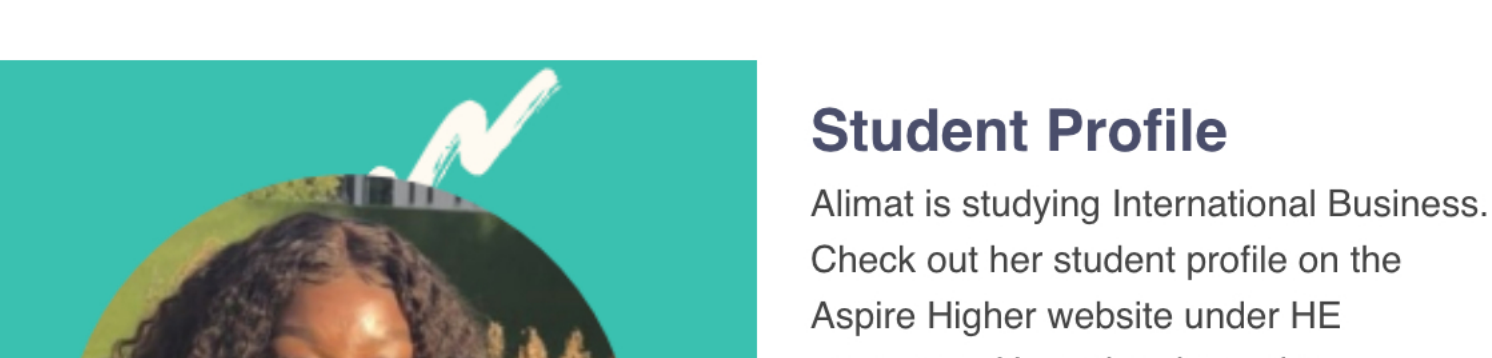 Student Profile
Alimat is studying International Business.
Check out her student profile on the
Aspire Higher website under HE